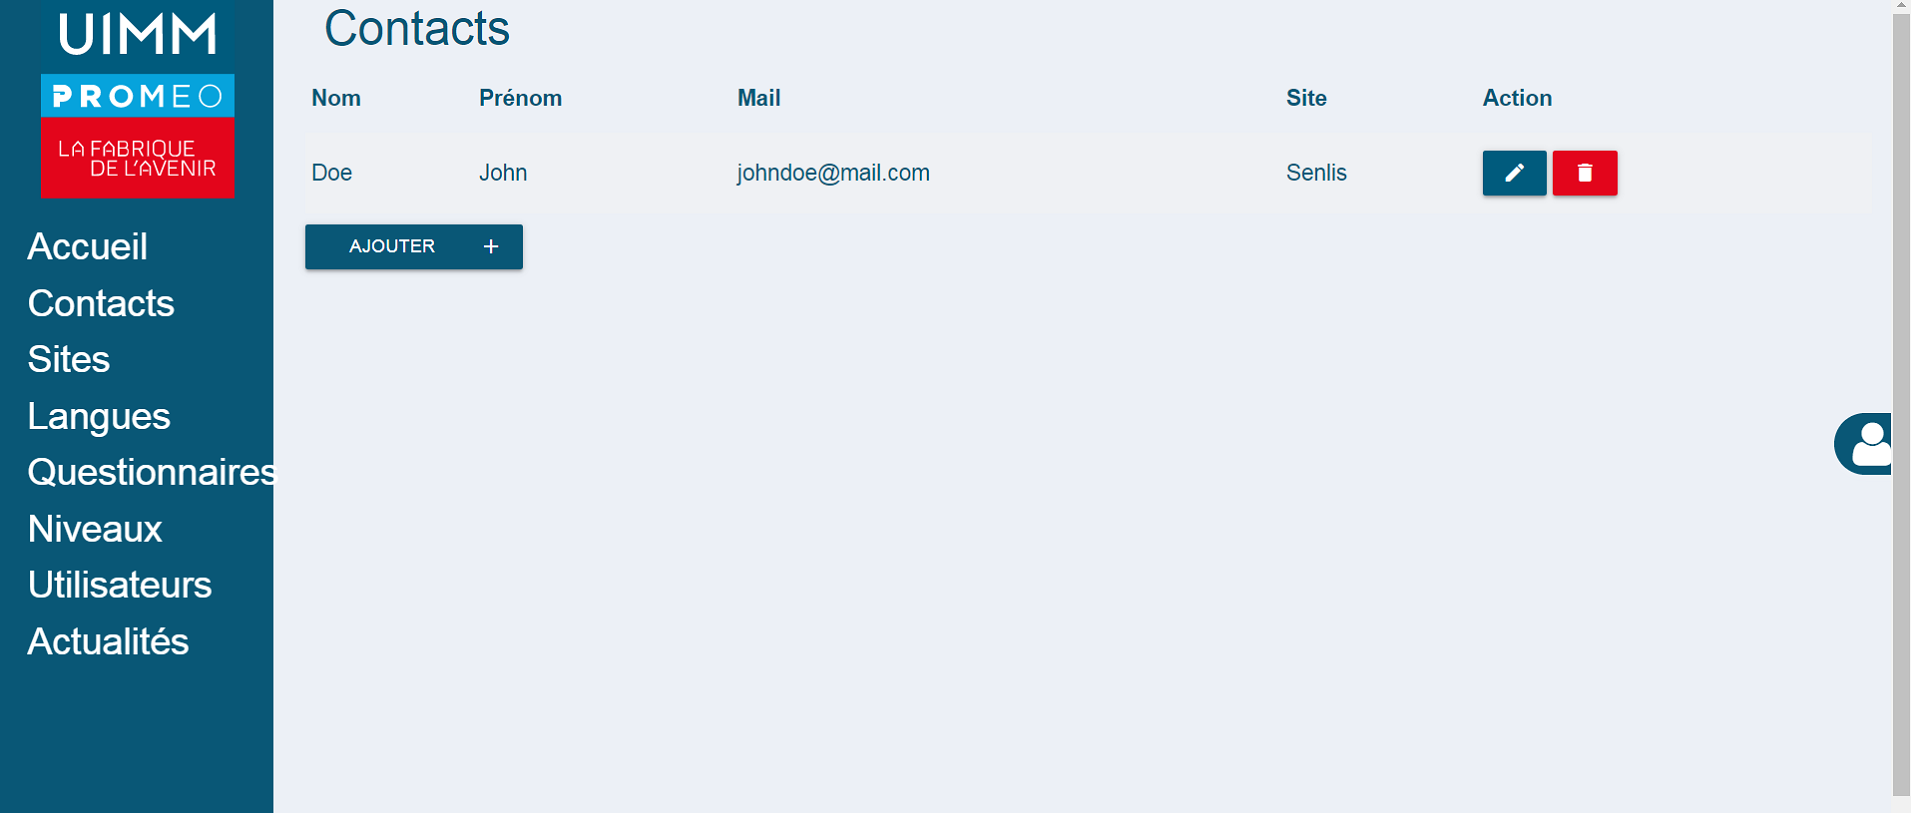 UIMM
PROMEO
LA FABRIQUE
DE L'AVENIR
Accueil
Contacts
Sites
Langues
Questionnaires
Niveaux
Utilisateurs
Actualités
Contacts
Nom Prénom Mail Site Action
Doe John johndoe@mail.com Senlis
AJOUTER +